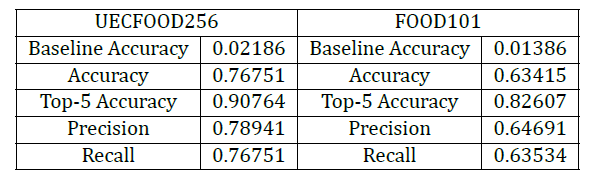 UECFOOD256 FOOD101
Baseline Accuracy 0.02186 Baseline Accuracy 0.01386
Accuracy 0.76751 Accuracy 0.63415
Top-5 Accuracy 0.90764 Top-5 Accuracy 0.82607
Precision 0.78941 Precision 0.64691
Recall 0.76751 Recall 0.63534